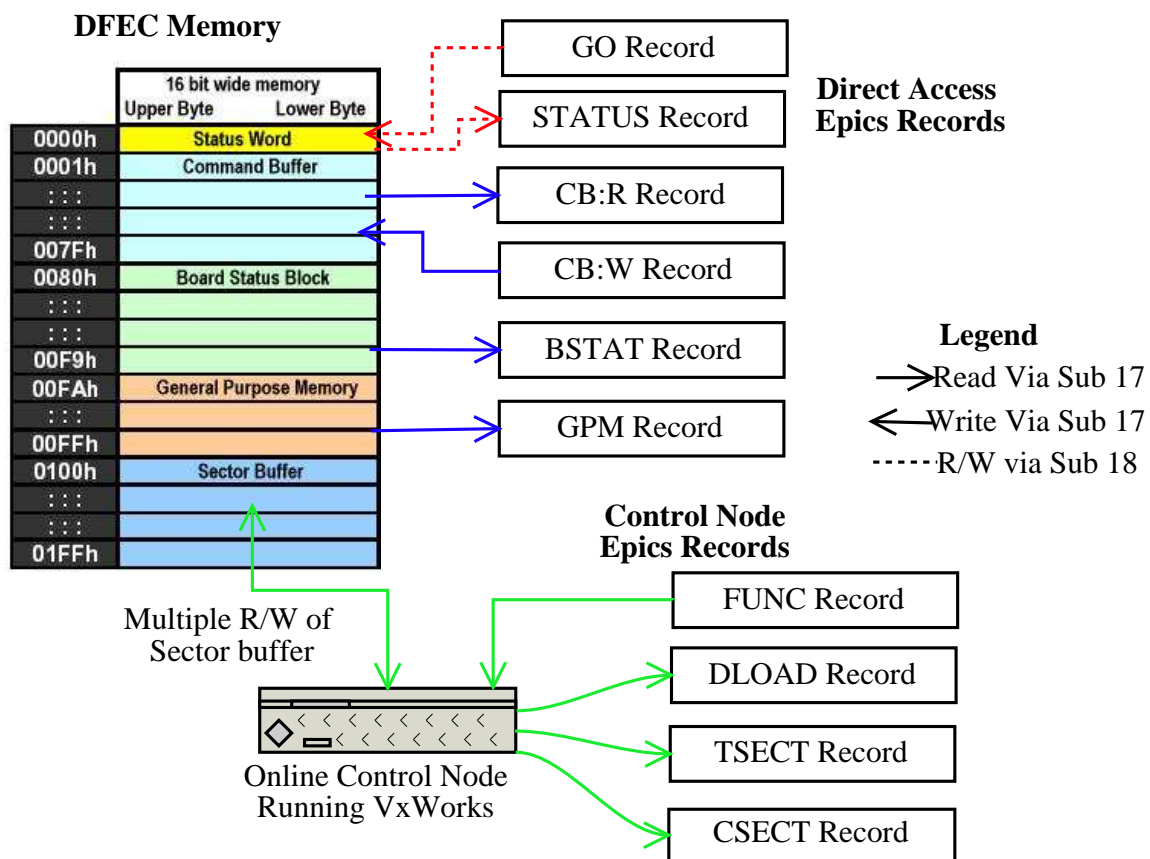 DFEC Memory
16 bit wide memory
Upper Byte Lower Byte
0000h Status Word
0001h Command Buffer
: : :
: : :
007Fh
0080h Board Status Block
: : :
: : :
00F9h
00FAh General Purpose Memory
: : :
00FFh
0100h Sector Buffer
: : :
: : :
01FFh
GO Record
STATUS Record
CB:R Record
CB:W Record
BSTAT Record
GPM Record
Direct Access
Epics Records
Legend
Read Via Sub 17
Write Via Sub 17
R/W via Sub 18
Control Node
Epics Records
FUNC Record
DLOAD Record
TSECT Record
CSECT Record
Multiple R/W of
Sector buffer
Online Control Node
Running VxWorks